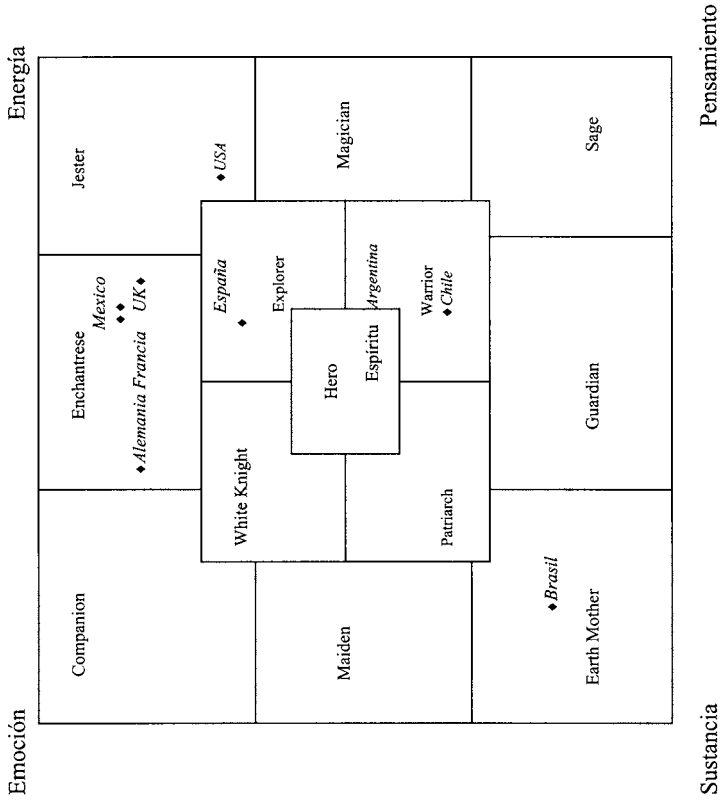 Emoción Energía
Companion Enchantrese Jester
Mexico
♦Alemania Francia UK♦
España ♦USA
White Knight
Explorer
Maiden Hero Magician
Espíritu Argentina
Warrior
Patriarch ♦Chile
♦Brasil
Earth Mother Guardian Sage
Sustancia Pensamiento